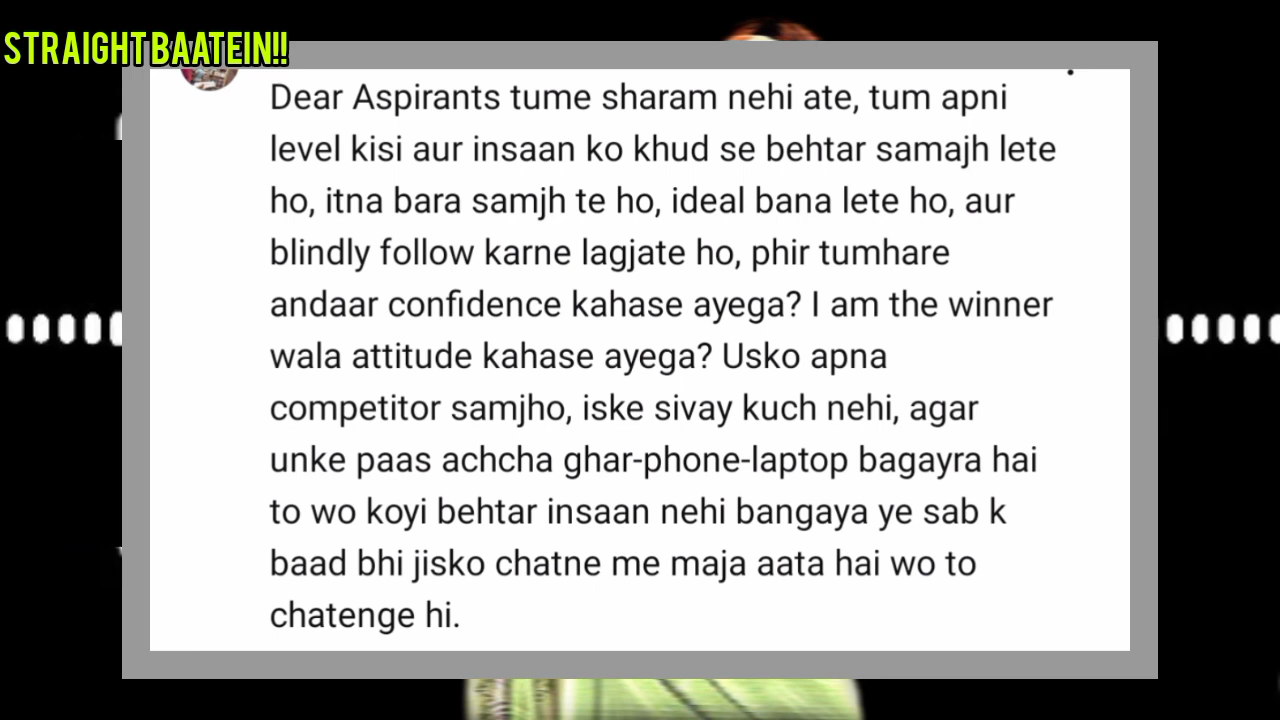 STRAIGHT BAATEIN!!
Dear Aspirants tume sharam nehi ate, tum apni
level kisi aur insaan ko khud se behtar samajh lete
ho, itna bara samjh te ho, ideal bana lete ho, aur
blindly follow karne lagjate ho, phir tumhare
andaar confidence kahase ayega? I am the winner
wala attitude kahase ayega? Usko apna
competitor samjho, iske sivay kuch nehi, agar
unke paas achcha ghar-phone-laptop bagayra hai
to wo koyi behtar insaan nehi bangaya ye sab k
baad bhi jisko chatne me maja aata hai wo to
chatenge hi.